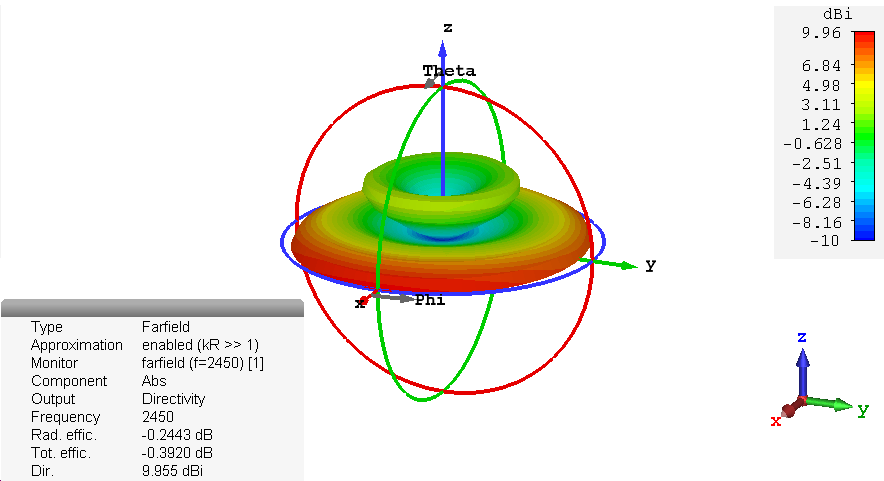 z
Theta
Y
x
Phi
dBi
9.96
6.84
4.98
3.11
1.24
-0.628
-2.51
-4.39
-6.28
-8.16
-10
Type Farfield
Approximation enabled (kR >> 1)
Monitor farfield (f=2450) [1]
Component Abs
Output Directivity
Frequency 2450
Rad. effic. -0.2443 dB
Tot. effic. -0.3920 dB
Dir. 9.955 dBi
z
y
x